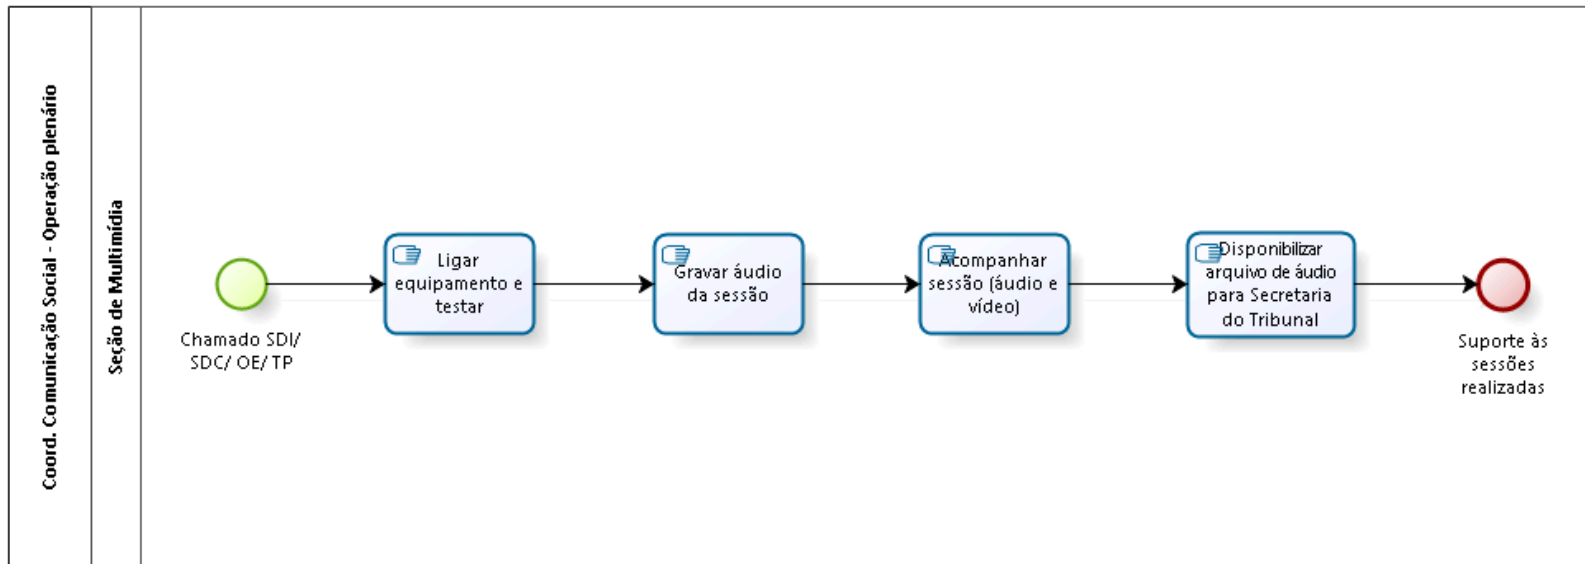 Coord. Comunicação Social - Operação plenário
Seção de Multimídia
Chamado SDI/
SDC/ OE/ TP
Ligar
equipamento e
testar
Gravar áudio
da sessão
Acompanhar
sessão (áudio e
vídeo)
Disponibilizar
arquivo de áudio
para Secretaria
do Tribunal
Suporte às
sessões
realizadas